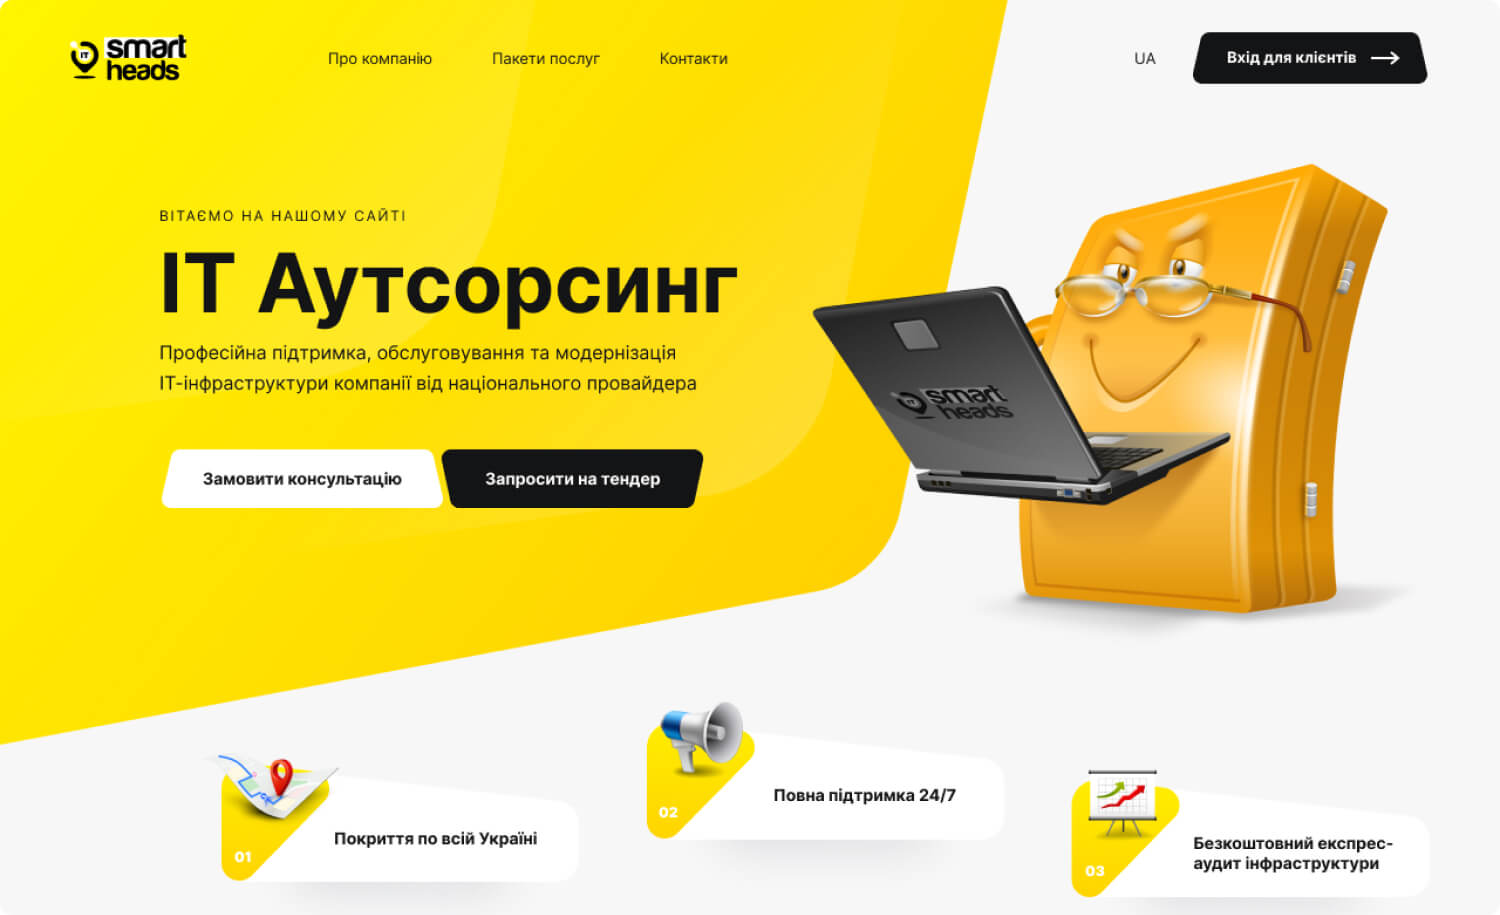 IT smart
heads
Про компанію
Пакети послуг
Контакти
UA
Вхід для клієнтів
ВІТАЄМО НА НАШОМУ САЙТІ
ІТ Аутсорсинг
Професійна підтримка, обслуговування та модернізація
ІТ-інфраструктури компанії від національного провайдера
Замовити консультацію
Запросити на тендер
IT smart
heads
01
Покриття по всій Україні
02
Повна підтримка 24/7
03
Безкоштовний експрес-
аудит інфраструктури